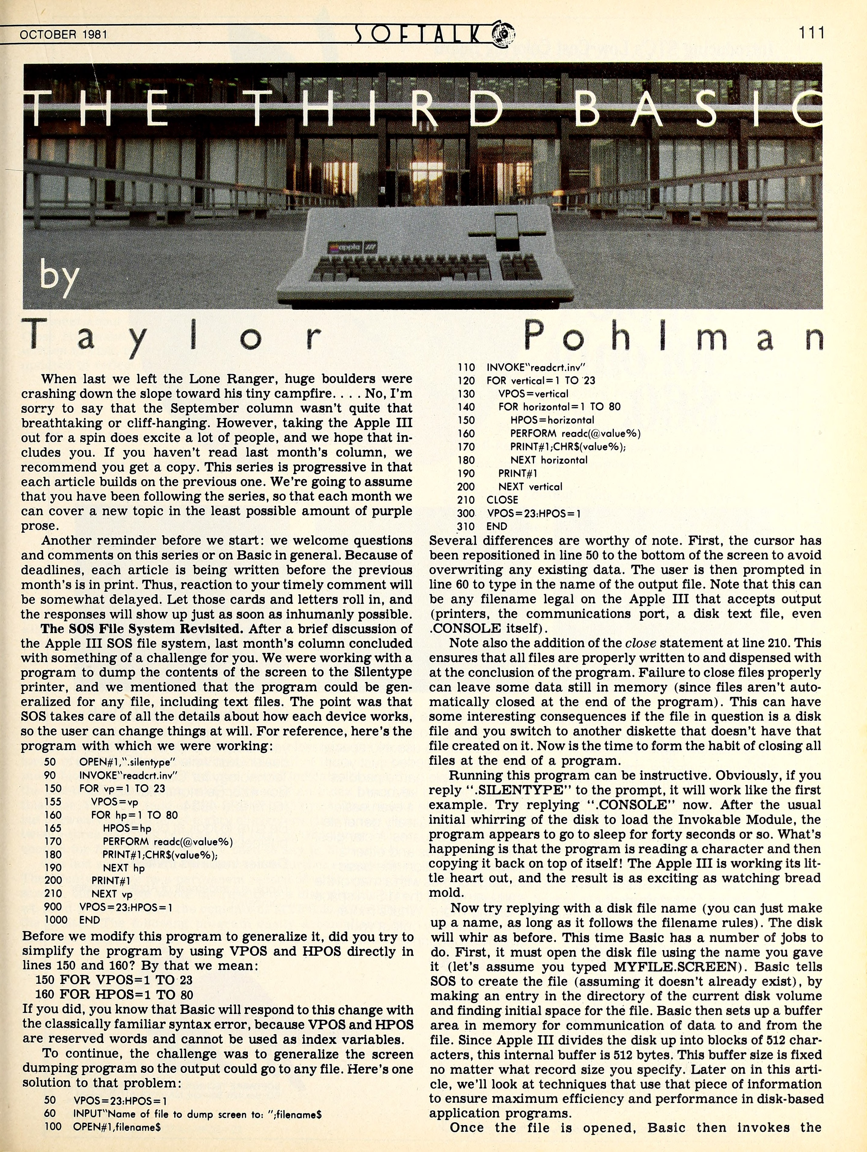 OCTOBER 1981
SOFTALK
111
THE THIRD BASIC
apple ///
by
Taylor Pohlman
When last we left the Lone Ranger, huge boulders were
crashing down the slope toward his tiny campfire. . . . No, I'm
sorry to say that the September column wasn't quite that
breathtaking or cliff-hanging. However, taking the Apple III
out for a spin does excite a lot of people, and we hope that in-
cludes you. If you haven't read last month's column, we
recommend you get a copy. This series is progressive in that
each article builds on the previous one. We're going to assume
that you have been following the series, so that each month we
can cover a new topic in the least possible amount of purple
prose.
Another reminder before we start: we welcome questions
and comments on this series or on Basic in general. Because of
deadlines, each article is being written before the previous
month's is in print. Thus, reaction to your timely comment will
be somewhat delayed. Let those cards and letters roll in, and
the responses will show up just as soon as inhumanly possible.
The SOS File System Revisited. After a brief discussion of
the Apple III SOS file system, last month's column concluded
with something of a challenge for you. We were working with a
program to dump the contents of the screen to the Silentype
printer, and we mentioned that the program could be gen-
eralized for any file, including text files. The point was that
SOS takes care of all the details about how each device works,
so the user can change things at will. For reference, here's the
program with which we were working:
50 OPEN#1,".silentype"
90 INVOKE"readcrt.inv"
150 FOR vp=1 TO 23
155 VPOS=vp
160 FOR hp=1 TO 80
165 HPOS=hp
170 PERFORM readc(@value%)
180 PRINT#1;CHR$(value%);
190 NEXT hp
200 PRINT#1
210 NEXT vp
900 VPOS=23:HPOS=1
1000 END
Before we modify this program to generalize it, did you try to
simplify the program by using VPOS and HPOS directly in
lines 150 and 160? By that we mean:
150 FOR VPOS=1 TO 23
160 FOR HPOS=1 TO 80
If you did, you know that Basic will respond to this change with
the classically familiar syntax error, because VPOS and HPOS
are reserved words and cannot be used as index variables.
To continue, the challenge was to generalize the screen
dumping program so the output could go to any file. Here's one
solution to that problem:
50 VPOS=23:HPOS=1
60 INPUT"Name of file to dump screen to: ";filename$
100 OPEN#1,filename$
110 INVOKE"readcrt.inv"
120 FOR vertical=1 TO 23
130 VPOS=vertical
140 FOR horizontal=1 TO 80
150 HPOS=horizontal
160 PERFORM readc(@value%)
170 PRINT#1;CHR$(value%);
180 NEXT horizontal
190 PRINT#1
200 NEXT vertical
210 CLOSE
300 VPOS=23:HPOS=1
310 END
Several differences are worthy of note. First, the cursor has
been repositioned in line 50 to the bottom of the screen to avoid
overwriting any existing data. The user is then prompted in
line 60 to type in the name of the output file. Note that this can
be any filename legal on the Apple III that accepts output
(printers, the communications port, a disk text file, even
.CONSOLE itself).
Note also the addition of the close statement at line 210. This
ensures that all files are properly written to and dispensed with
at the conclusion of the program. Failure to close files properly
can leave some data still in memory (since files aren't auto-
matically closed at the end of the program). This can have
some interesting consequences if the file in question is a disk
file and you switch to another diskette that doesn't have that
file created on it. Now is the time to form the habit of closing all
files at the end of a program.
Running this program can be instructive. Obviously, if you
reply ".SILENTYPE" to the prompt, it will work like the first
example. Try replying ".CONSOLE" now. After the usual
initial whirring of the disk to load the Invokable Module, the
program appears to go to sleep for forty seconds or so. What's
happening is that the program is reading a character and then
copying it back on top of itself! The Apple III is working its lit-
tle heart out, and the result is as exciting as watching bread
mold.
Now try replying with a disk file name (you can just make
up a name, as long as it follows the filename rules). The disk
will whir as before. This time Basic has a number of jobs to
do. First, it must open the disk file using the name you gave
it (let's assume you typed MYFILE.SCREEN). Basic tells
SOS to create the file (assuming it doesn't already exist), by
making an entry in the directory of the current disk volume
and finding initial space for the file. Basic then sets up a buffer
area in memory for communication of data to and from the
file. Since Apple III divides the disk up into blocks of 512 char-
acters, this internal buffer is 512 bytes. This buffer size is fixed
no matter what record size you specify. Later on in this arti-
cle, we'll look at techniques that use that piece of information
to ensure maximum efficiency and performance in disk-based
application programs.
Once the file is opened, Basic then invokes the